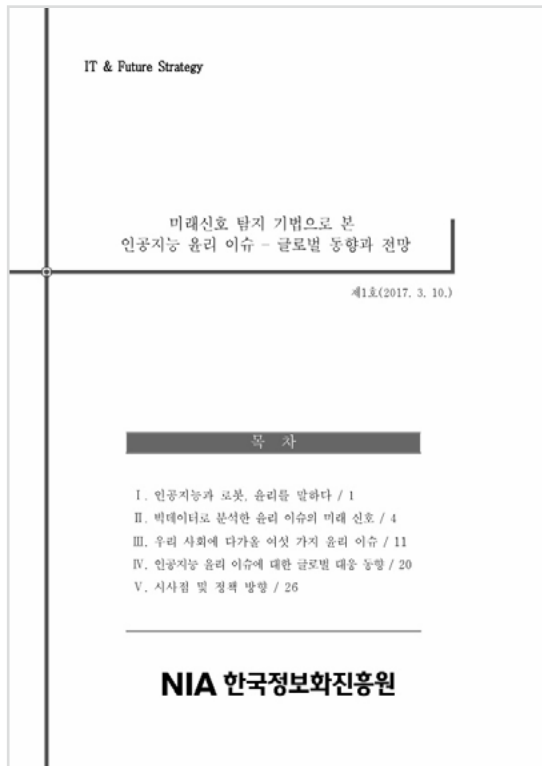 IT & Future Strategy
미래신호 탐지 기법으로 본
인공지능 윤리 이슈 - 글로벌 동향과 전망
제1호(2017. 3. 10.)
목 차
Ⅰ. 인공지능과 로봇, 윤리를 말하다 / 1
Ⅱ. 빅데이터로 분석한 윤리 이슈의 미래 신호 / 4
Ⅲ. 우리 사회에 다가올 여섯 가지 윤리 이슈 / 11
Ⅳ. 인공지능 윤리 이슈에 대한 글로벌 대응 동향 / 20
Ⅴ. 시사점 및 정책 방향 / 26
NIA 한국정보화진흥원